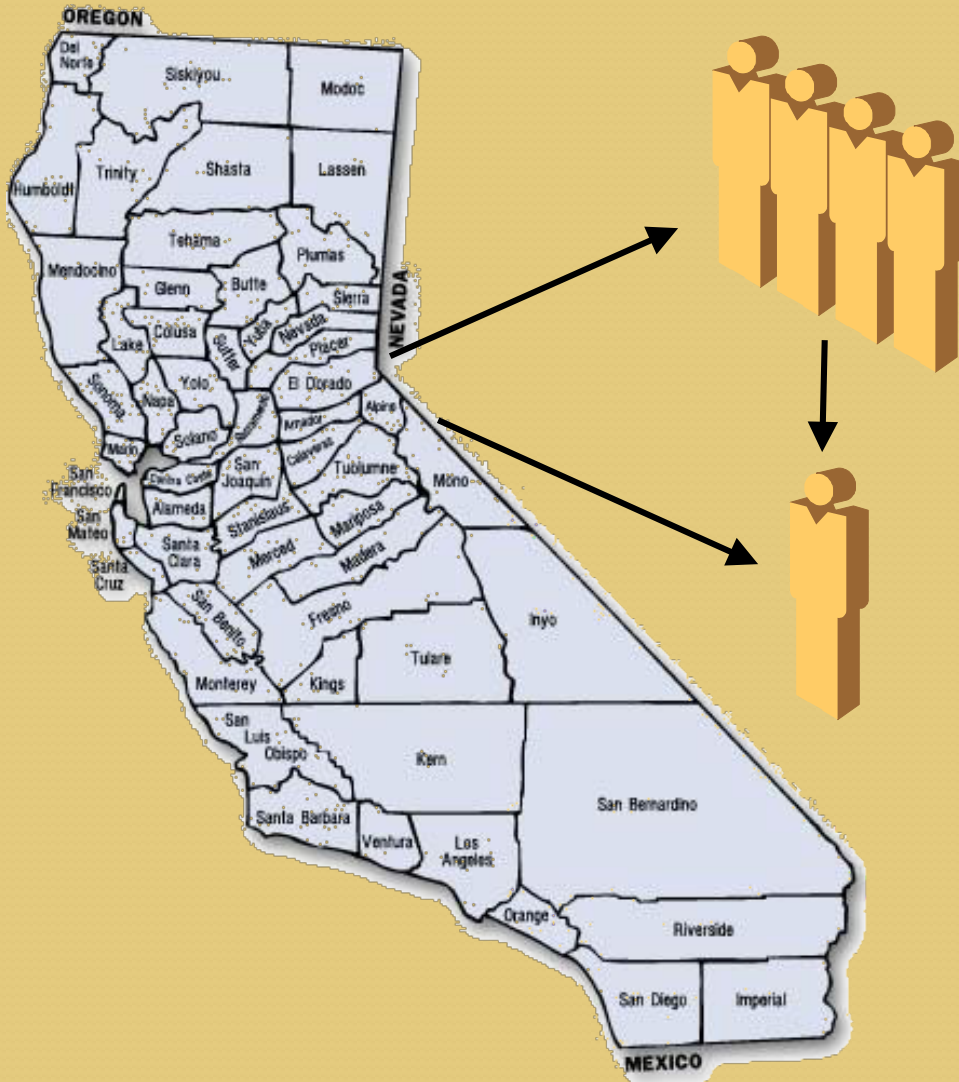 OREGON
Del
Norte
Siskiyou
Modoc
Humboldt
Trinity
Shasta
Lassen
Tehama
Plumas
Mendocino
Glenn
Butte
Sierra
NEVADA
Lake
Colusa
Sutter
Yuba
Nevada
Placer
Sonoma
Napa
Yolo
El Dorado
Sacramento
Alpine
Amador
Marin
Solano
Calaveras
San
Francisco
Contra Costa
San
Joaquin
Tuolumne
Mono
San
Mateo
Alameda
Stanislaus
Mariposa
Santa
Cruz
Santa
Clara
Merced
Madera
San Benito
Fresno
Inyo
Monterey
Kings
Tulare
San
Luis
Obispo
Kern
San Bernardino
Santa Barbara
Ventura
Los
Angeles
Orange
Riverside
San Diego
Imperial
MEXICO